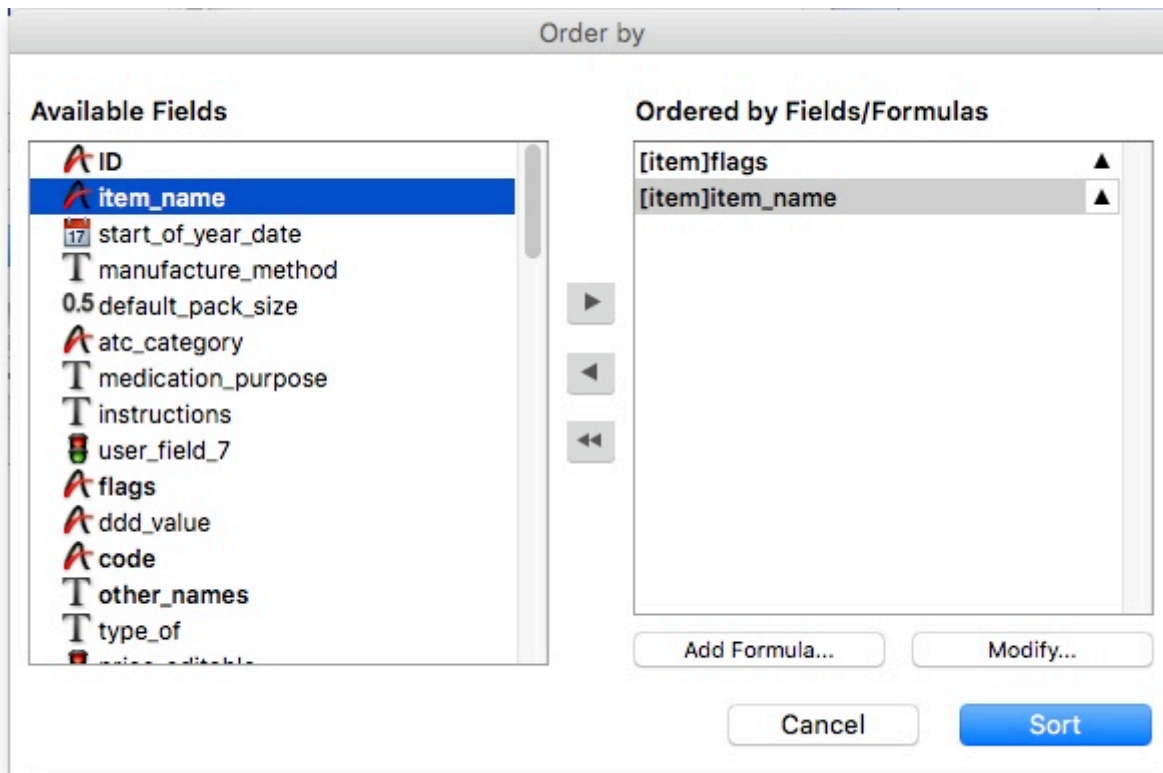 Order by
Available Fields
ID
item_name
17 start_of_year_date
T manufacture_method
0.5 default_pack_size
atc_category
T medication_purpose
T instructions
user_field_7
flags
ddd_value
code
T other_names
T type_of
Ordered by Fields/Formulas
[item]flags
[item]item_name
Add Formula...
Modify...
Cancel
Sort